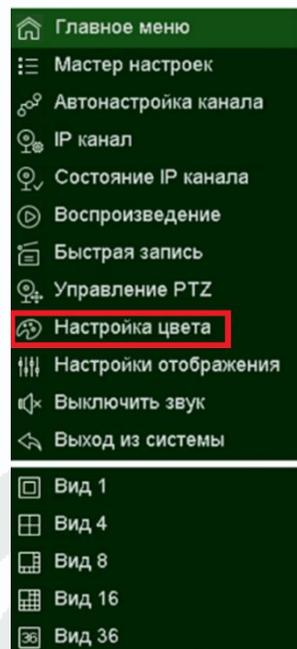 Главное меню
Мастер настроек
Автонастройка канала
IP канал
Состояние IP канала
Воспроизведение
Быстрая запись
Управление PTZ
Настройка цвета
Настройки отображения
Выключить звук
Выход из системы
Вид 1
Вид 4
Вид 8
Вид 16
36 Вид 36